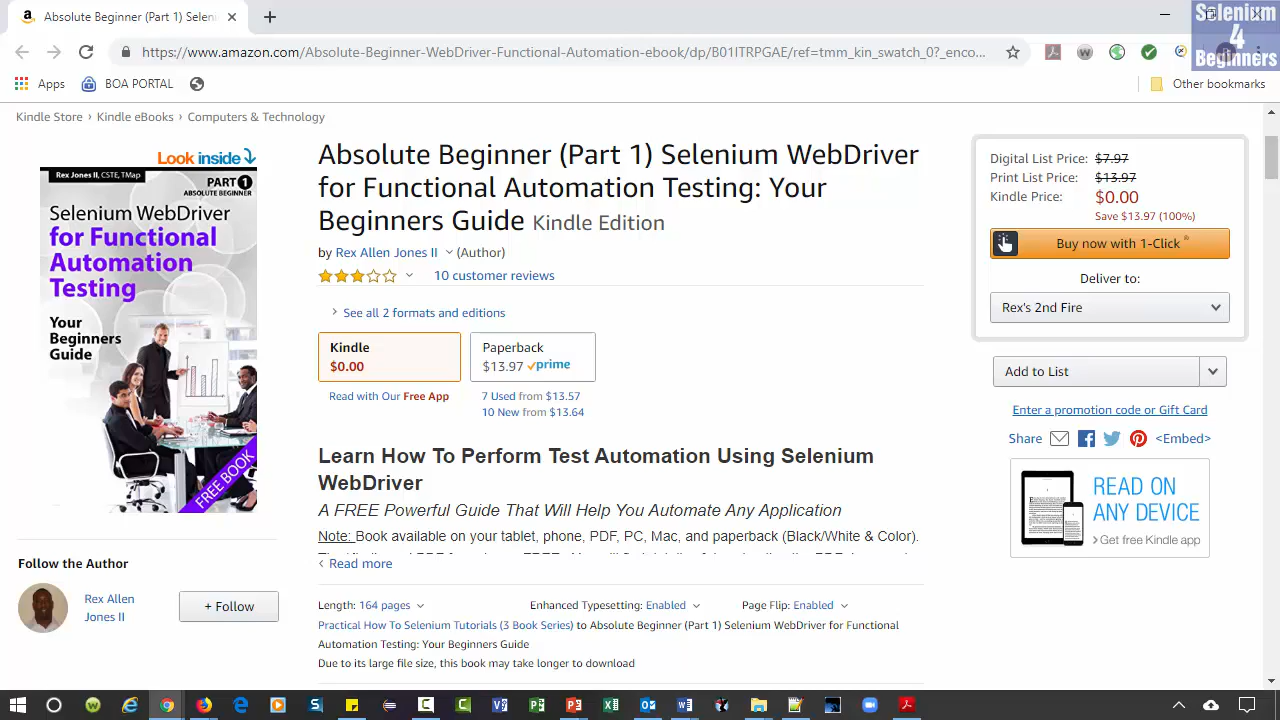 Absolute Beginner (Part 1) Seleni
Selenium
4
Beginners
https://www.amazon.com/Absolute-Beginner-WebDriver-Functional-Automation-ebook/dp/B01ITRPGAE/ref=tmm_kin_swatch_0?_enco...
Apps
BOA PORTAL
Other bookmarks
Kindle Store › Kindle eBooks › Computers & Technology
Look inside
Rex Jones II, CSTE, TMap
PART 1
ABSOLUTE BEGINNER
Selenium WebDriver
for Functional
Automation
Testing
Your
Beginners
Guide
FREE BOOK
Follow the Author
Rex Allen
Jones II
+ Follow
Absolute Beginner (Part 1) Selenium WebDriver
for Functional Automation Testing: Your
Beginners Guide Kindle Edition
by Rex Allen Jones II (Author)
10 customer reviews
See all 2 formats and editions
Kindle
$0.00
Paperback
$13.97 prime
Read with Our Free App
7 Used from $13.57
10 New from $13.64
Learn How To Perform Test Automation Using Selenium
WebDriver
A FREE Powerful Guide That Will Help You Automate Any Application
Note: Book available on your tablet, phone, PDF, PC, Mac, and paperback (Black/White & Color).
Read more
Length: 164 pages
Enhanced Typesetting: Enabled
Page Flip: Enabled
Practical How To Selenium Tutorials (3 Book Series) to Absolute Beginner (Part 1) Selenium WebDriver for Functional
Automation Testing: Your Beginners Guide
Due to its large file size, this book may take longer to download
Digital List Price: $7.97
Print List Price: $13.97
Kindle Price: $0.00
Save $13.97 (100%)
Buy now with 1-Click ®
Deliver to:
Rex's 2nd Fire
Add to List
Enter a promotion code or Gift Card
Share
<Embed>
READ ON
ANY DEVICE
› Get free Kindle app